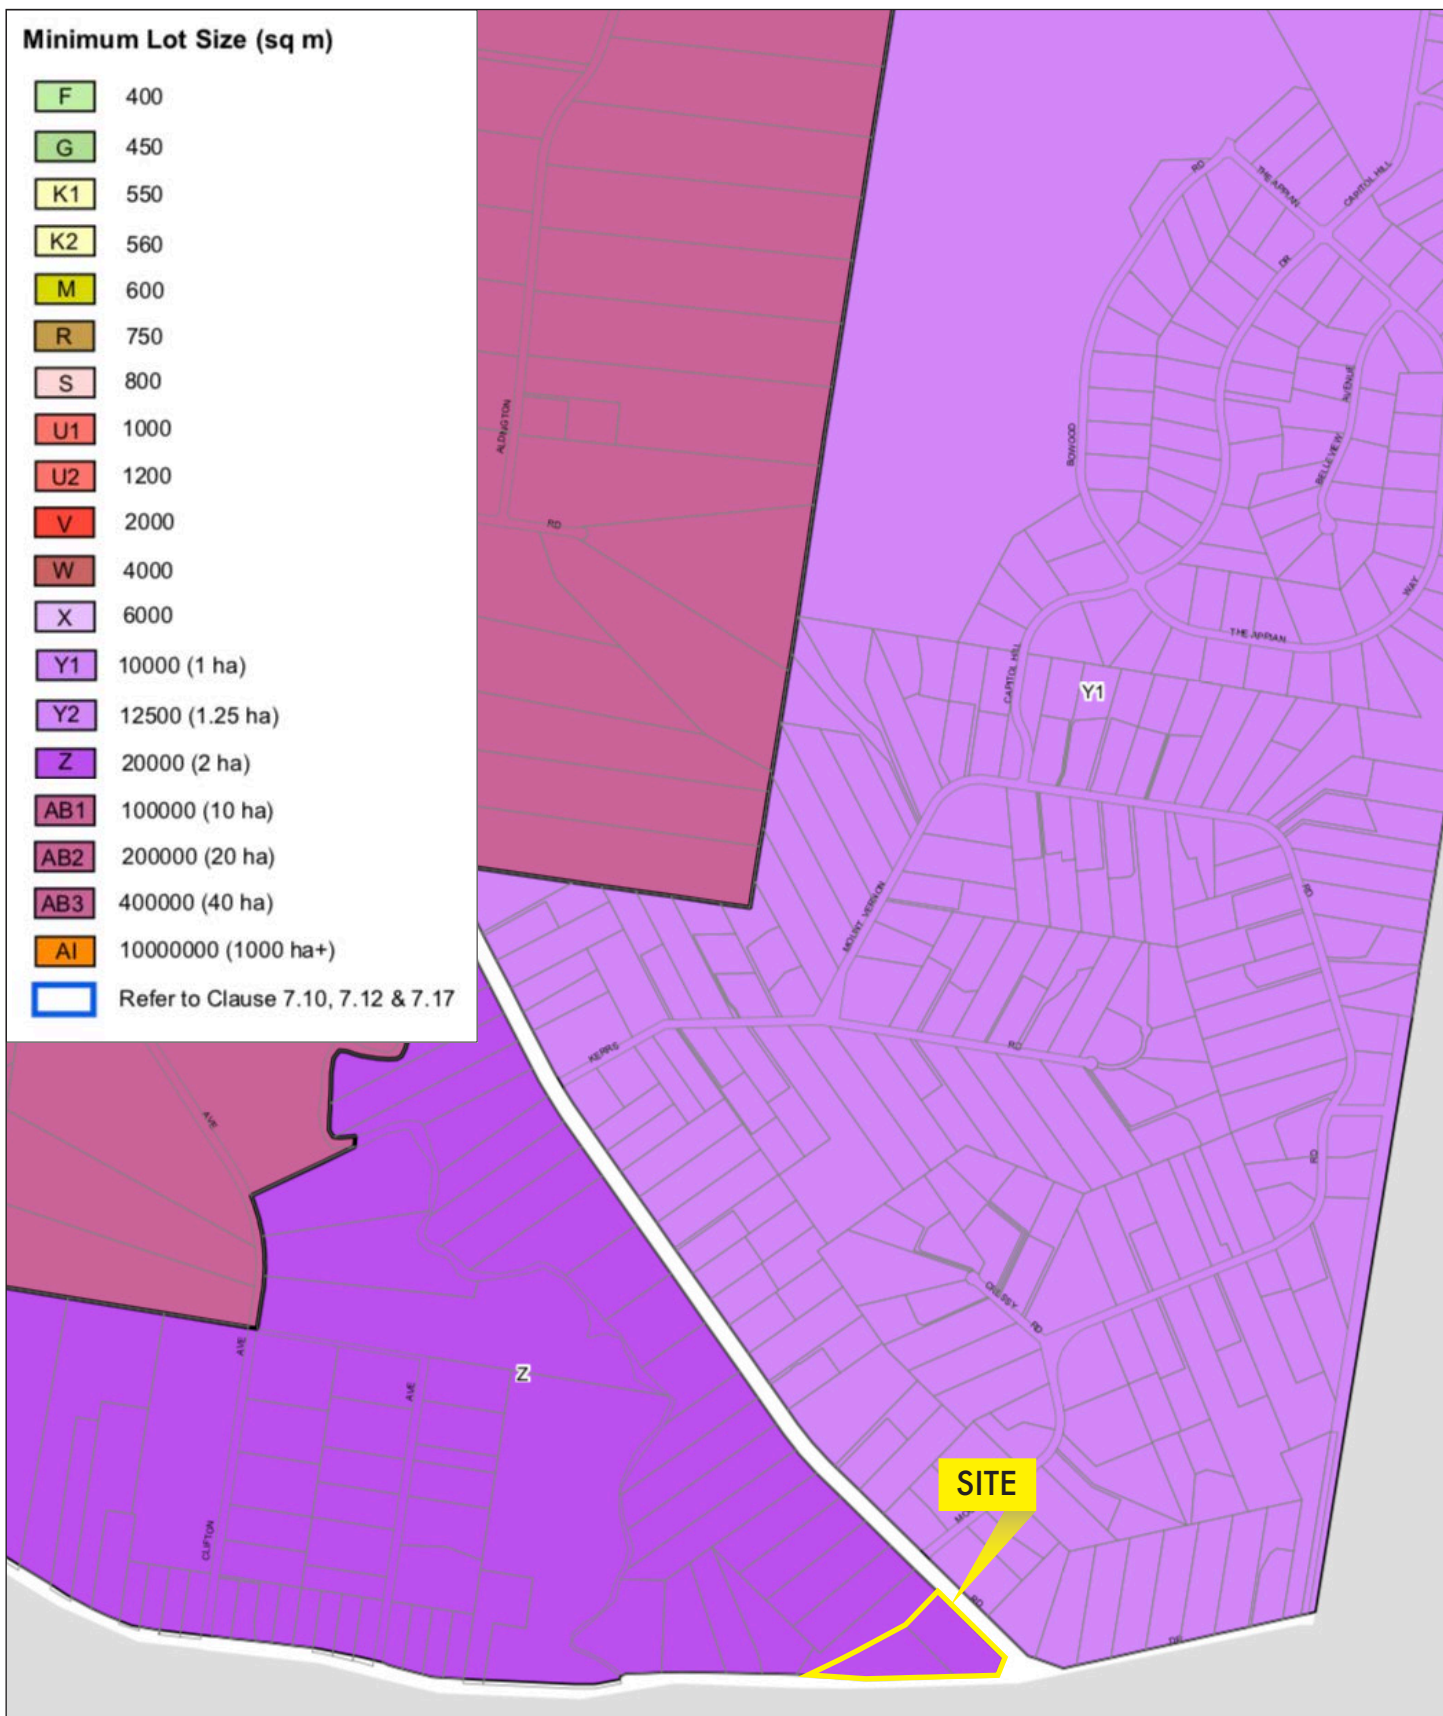 Minimum Lot Size (sq m)
F 400
G 450
K1 550
K2 560
M 600
R 750
S 800
U1 1000
U2 1200
V 2000
W 4000
X 6000
Y1 10000 (1 ha)
Y2 12500 (1.25 ha)
Z 20000 (2 ha)
AB1 100000 (10 ha)
AB2 200000 (20 ha)
AB3 400000 (40 ha)
AI 10000000 (1000 ha+)
Refer to Clause 7.10, 7.12 & 7.17
RD
THE APPIAN
CAPITOL HILL
DR
AVENUE
ALDINGTON
BOWOOD
BELLEVIEW
RD
WAY
THE APPIAN
CAPITOL HILL
Y1
RD
MOUNT VERNON
KERRS
RD
AVE
RD
CRESSY
RD
AVE
Z
AVE
SITE
CLIFTON
RD